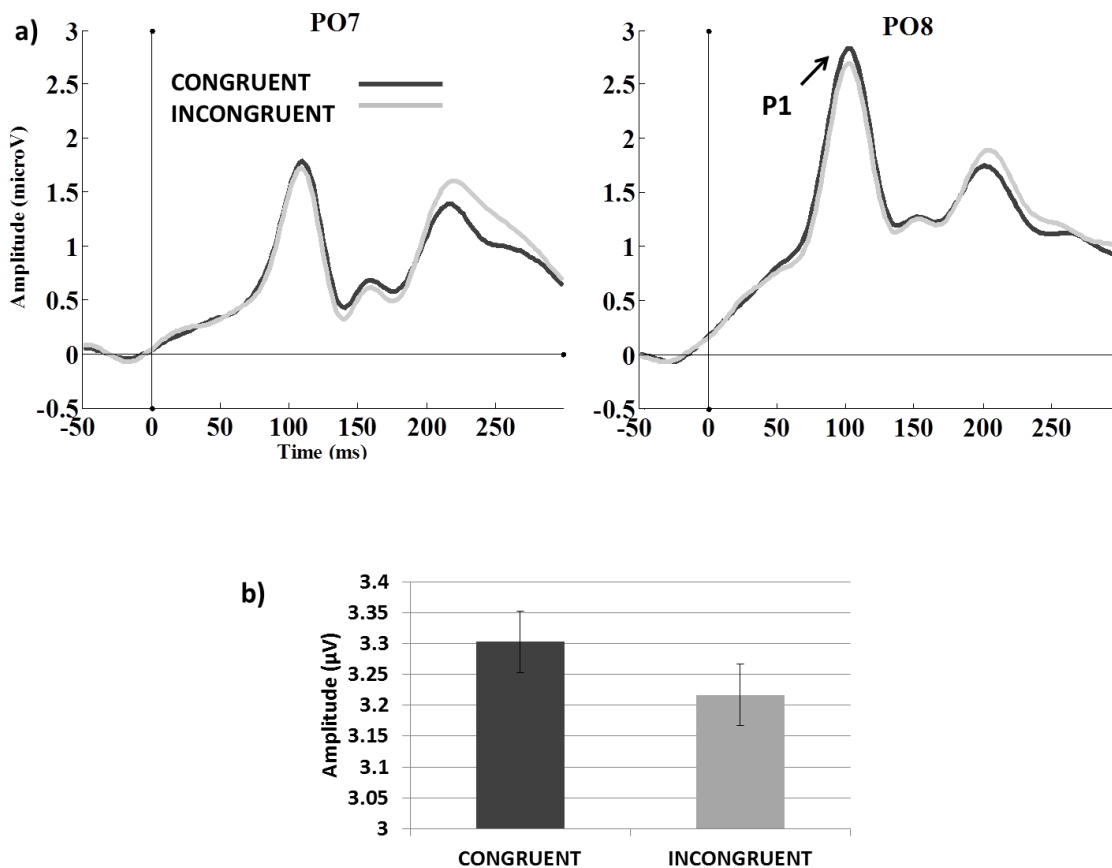 a)
PO7
3
2.5
2
1.5
1
0.5
0
-0.5
Amplitude (microV)
CONGRUENT
INCONGRUENT
-50 0 50 100 150 200 250
Time (ms)
PO8
3
2.5
2
1.5
1
0.5
0
-0.5
P1
-50 0 50 100 150 200 250
b)
3.4
3.35
3.3
3.25
3.2
3.15
3.1
3.05
3
Amplitude (µV)
CONGRUENT INCONGRUENT